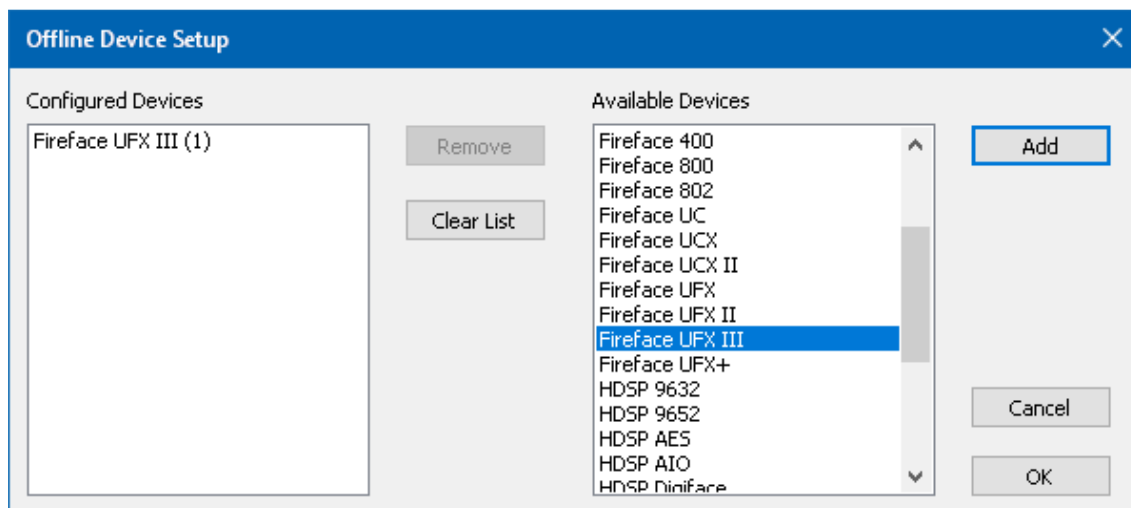 Offline Device Setup
Configured Devices
Fireface UFX III (1)
Remove
Clear List
Available Devices
Fireface 400
Fireface 800
Fireface 802
Fireface UC
Fireface UCX
Fireface UCX II
Fireface UFX
Fireface UFX II
Fireface UFX III
Fireface UFX+
HDSP 9632
HDSP 9652
HDSP AES
HDSP AIO
HDSP Digiface
Add
Cancel
OK